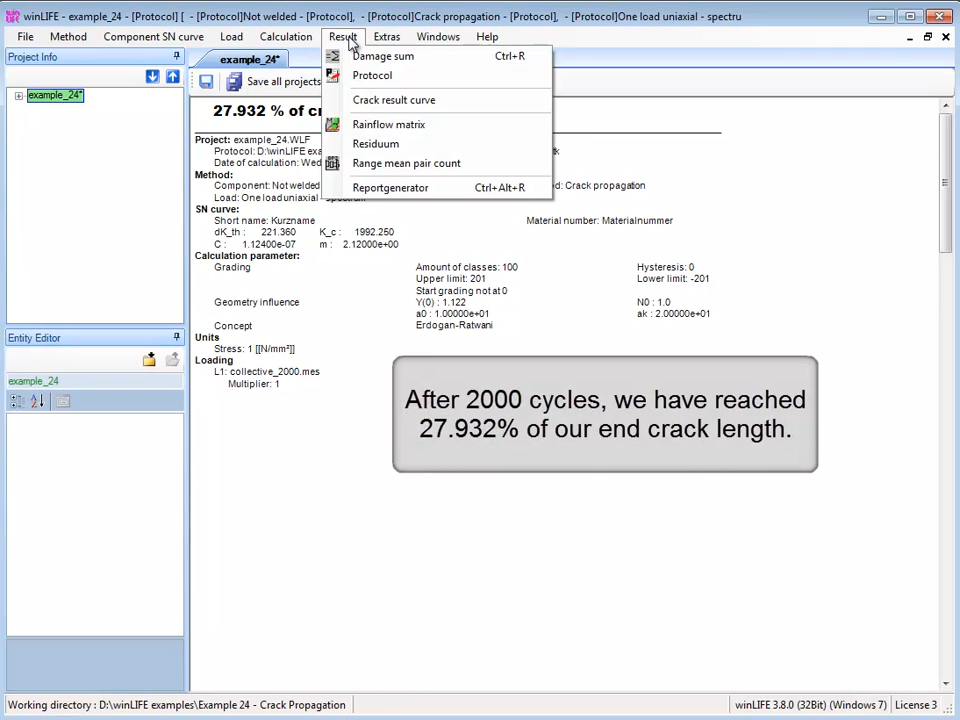 winLIFE - example_24 - [Protocol] [ - [Protocol]Not welded - [Protocol], - [Protocol]Crack propagation - [Protocol], - [Protocol]One load uniaxial - spectru
File Method Component SN curve Load Calculation Result Extras Windows Help
Project Info
example_24*
Damage sum Ctrl+R
Protocol
Crack result curve
Rainflow matrix
Residuum
Range mean pair count
Reportgenerator Ctrl+Alt+R
example_24*
Save all projects
27.932 % of
Project: example_24.WLF
Protocol: D:\winLIFE
Date of calculation: Wed
Method:
Component: Not welded
Crack propagation
Load: One load uniaxial
SN curve:
Short name: Kurzname Material number: Materialnummer
dK_th : 221.360 K_c : 1992.250
C : 1.12400e-07 m : 2.12000e+00
Calculation parameter:
Grading Amount of classes: 100 Hysteresis: 0
Upper limit: 201 Lower limit: -201
Start grading not at 0
Geometry influence Y(0) : 1.122 N0 : 1.0
a0 : 1.00000e+01 ak : 2.00000e+01
Concept Erdogan-Ratwani
Units
Stress: 1 [[N/mm²]]
Loading
L1: collective_2000.mes
Multiplier: 1
Entity Editor
example_24
After 2000 cycles, we have reached
27.932% of our end crack length.
Working directory : D:\winLIFE examples\Example 24 - Crack Propagation winLIFE 3.8.0 (32Bit) (Windows 7) License 3